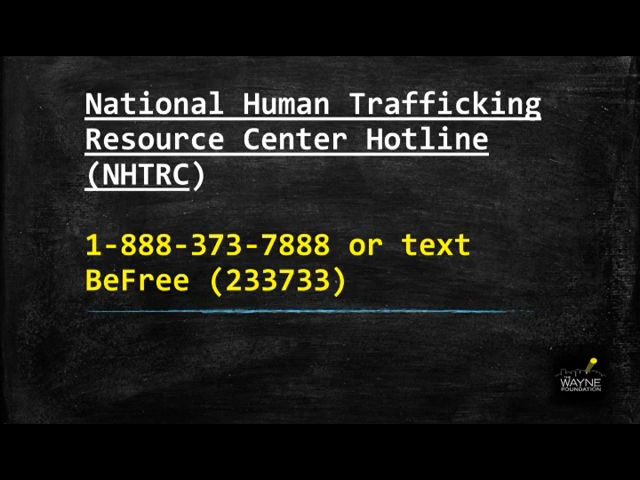 National Human Trafficking
Resource Center Hotline
(NHTRC)
1-888-373-7888 or text
BeFree (233733)
THE
WAYNE
FOUNDATION